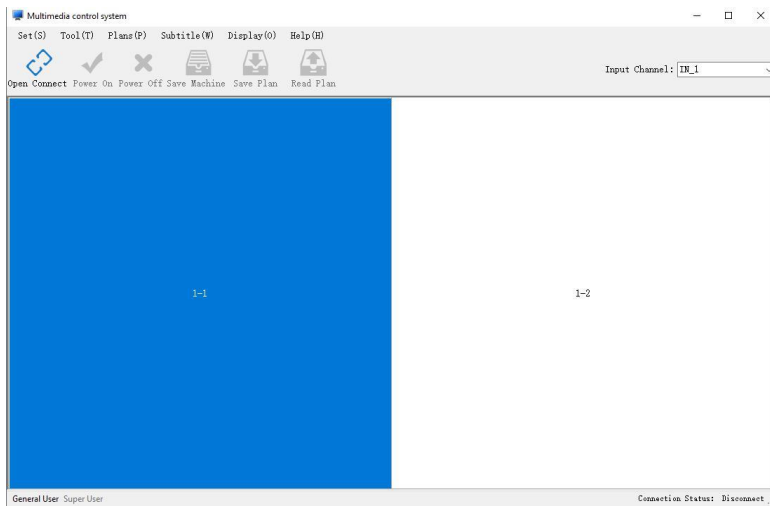 Multimedia control system
Set(S) Tool(T) Plans(P) Subtitle(W) Display(O) Help(H)
Open Connect Power On Power Off Save Machine Save Plan Read Plan
Input Channel: IN_1
1-1
1-2
General User Super User
Connection Status: Disconnect